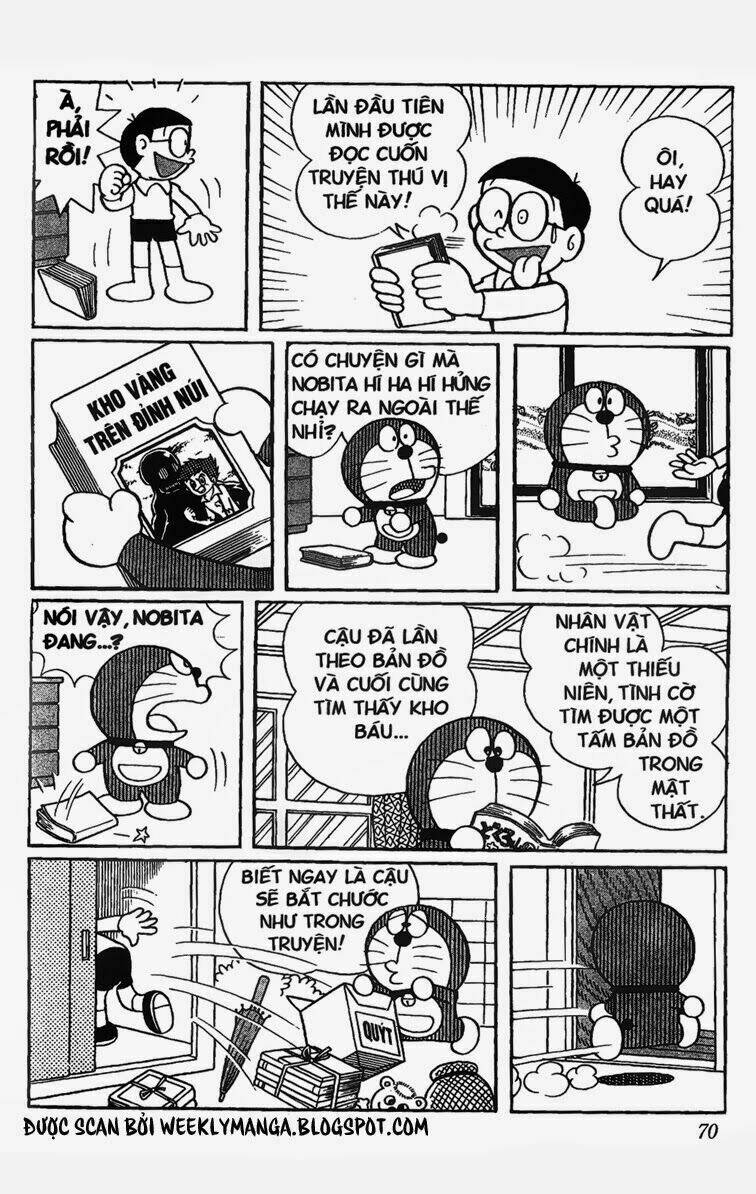 ÔI,
HAY
QUÁ!
LẦN ĐẦU TIÊN
MÌNH ĐƯỢC
ĐỌC CUỐN
TRUYỆN THÚ VỊ
THẾ NÀY!
À,
PHẢI
RỒI!
CÓ CHUYỆN GÌ MÀ
NOBITA HÍ HA HÍ HỬNG
CHẠY RA NGOÀI THẾ
NHỈ?
KHO VÀNG
TRÊN ĐỈNH NÚI
NHÂN VẬT
CHÍNH LÀ
MỘT THIẾU
NIÊN, TÌNH CỜ
TÌM ĐƯỢC MỘT
TẤM BẢN ĐỒ
TRONG
MẬT
THẤT.
CẬU ĐÃ LẦN
THEO BẢN ĐỒ
VÀ CUỐI CÙNG
TÌM THẤY KHO
BÁU...
NÓI VẬY, NOBITA
ĐANG...?
BIẾT NGAY LÀ CẬU
SẼ BẮT CHƯỚC
NHƯ TRONG
TRUYỆN!
QUÝT
ĐƯỢC SCAN BỞI WEEKLYMANGA.BLOGSPOT.COM
70